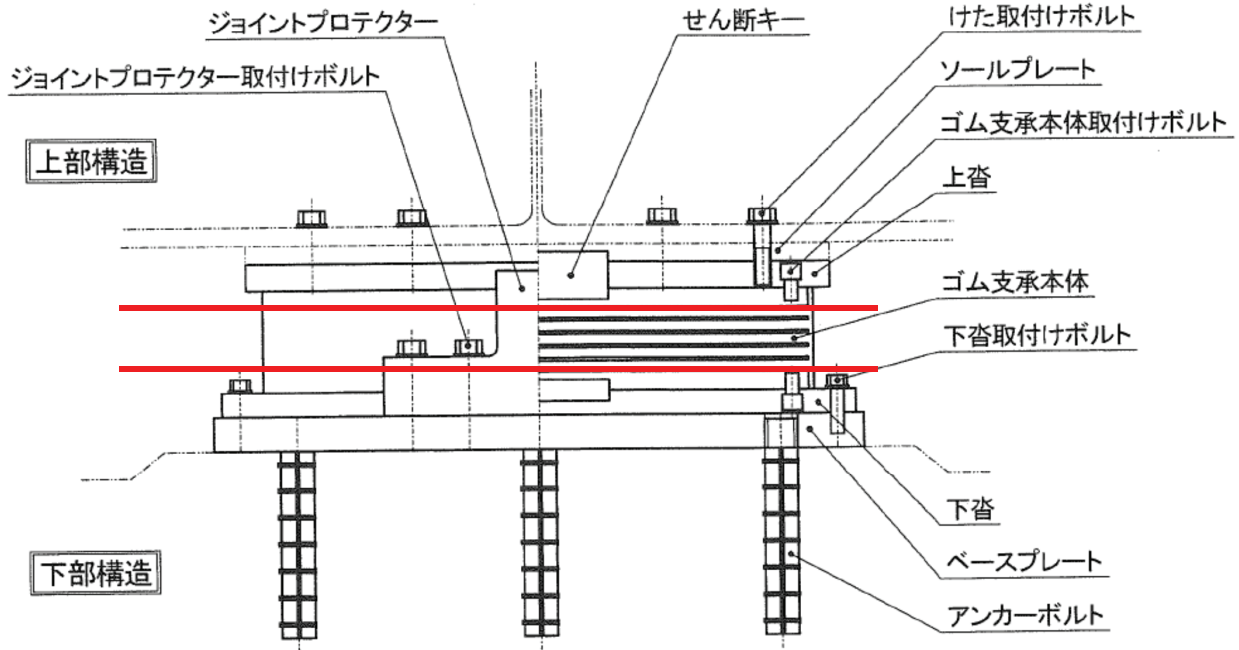 ジョイントプロテクター
せん断キー
けた取付けボルト
ジョイントプロテクター取付けボルト
ソールプレート
ゴム支承本体取付けボルト
上部構造
上沓
ゴム支承本体
下沓取付けボルト
下沓
下部構造
ベースプレート
アンカーボルト